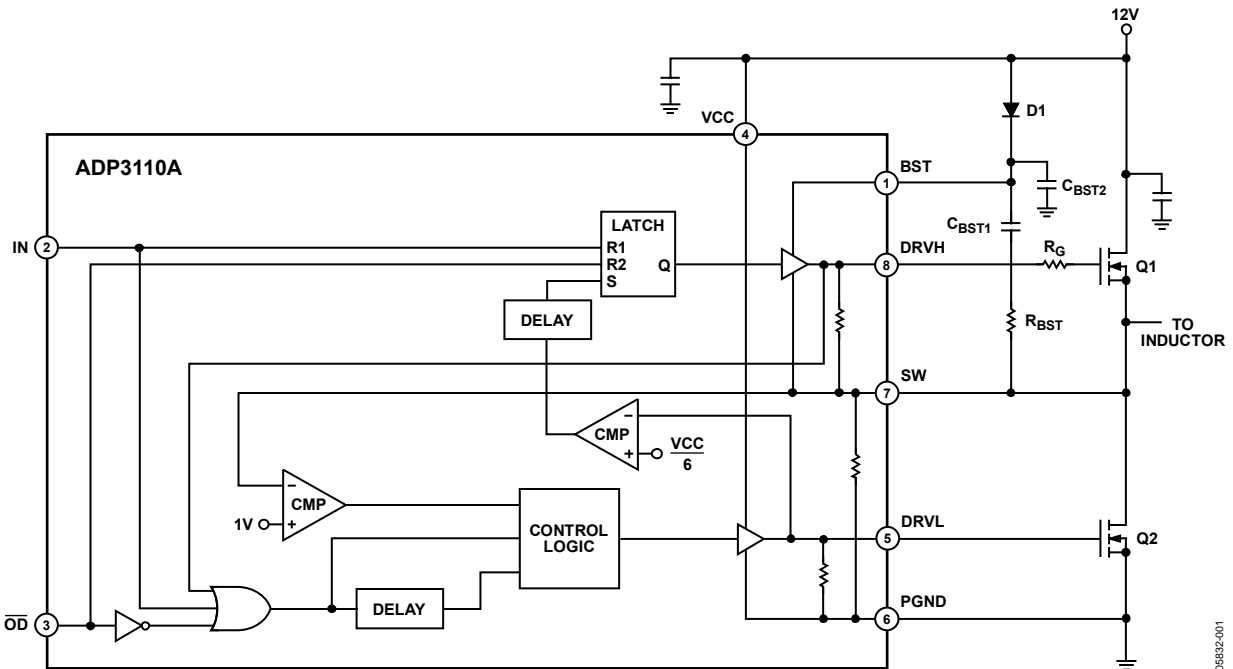 12V
D1
VCC
4
ADP3110A
BST
1
CBST2
CBST1
LATCH
IN 2
R1
R2
Q
S
DRVH
8
RG
Q1
DELAY
RBST
TO
INDUCTOR
SW
7
CMP
−
+
VCC
6
−
CMP
1V
+
CONTROL
LOGIC
DRVL
5
Q2
DELAY
PGND
6
OD 3
05832-001